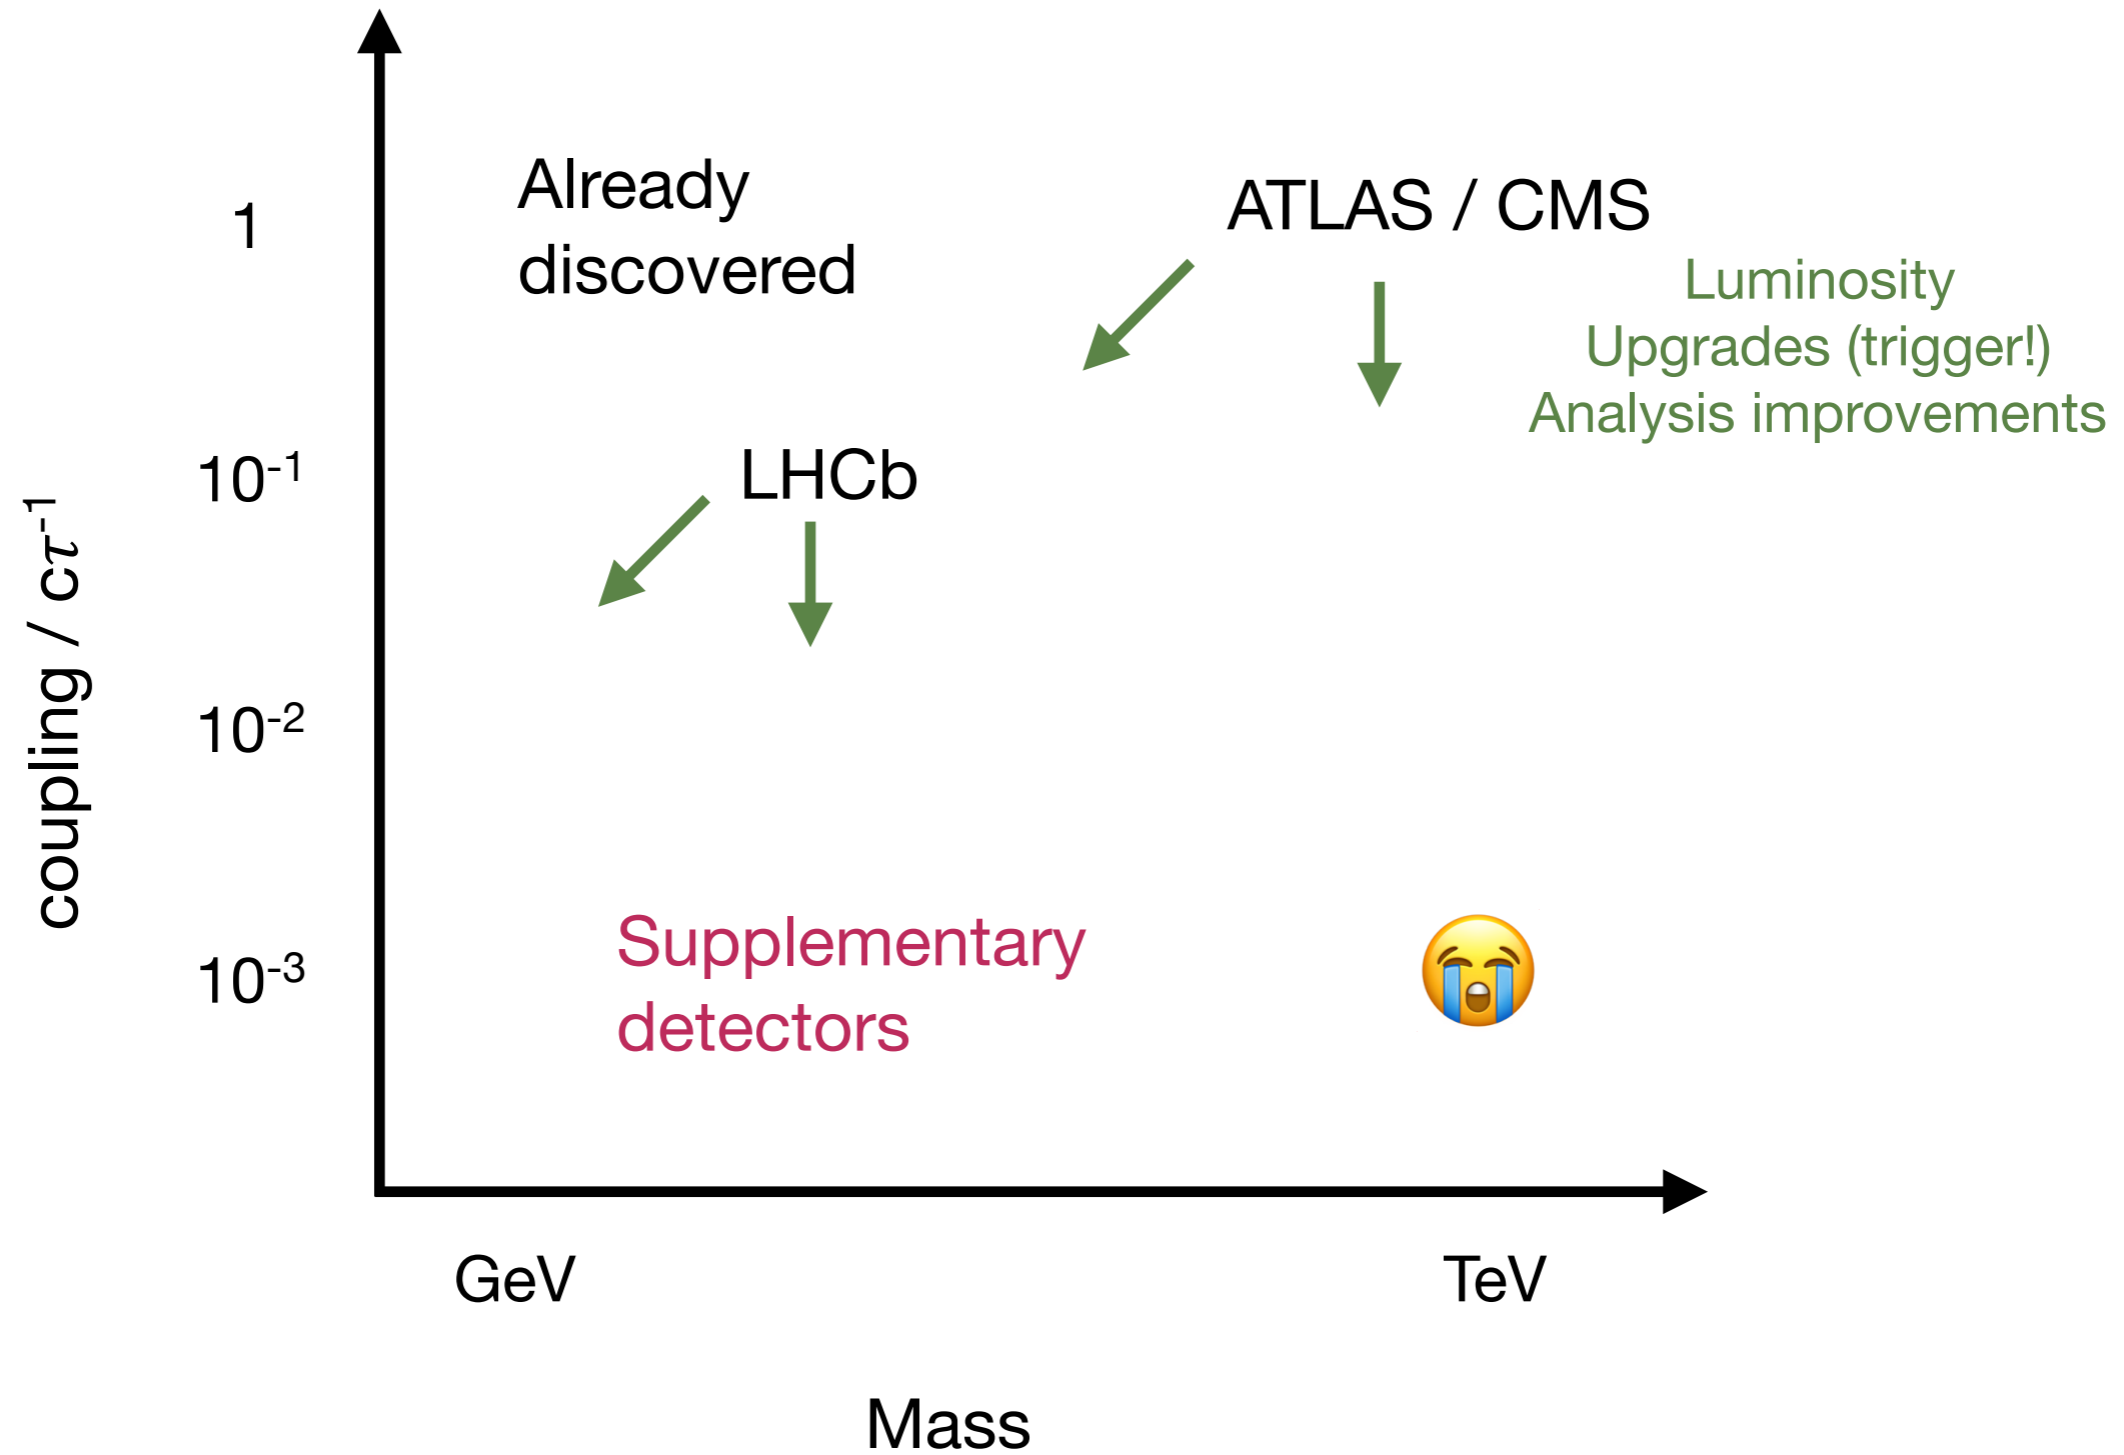 Already
discovered
ATLAS / CMS
Luminosity
Upgrades (trigger!)
Analysis improvements
LHCb
Supplementary
detectors
coupling / cτ⁻¹
1
10⁻¹
10⁻²
10⁻³
GeV
TeV
Mass